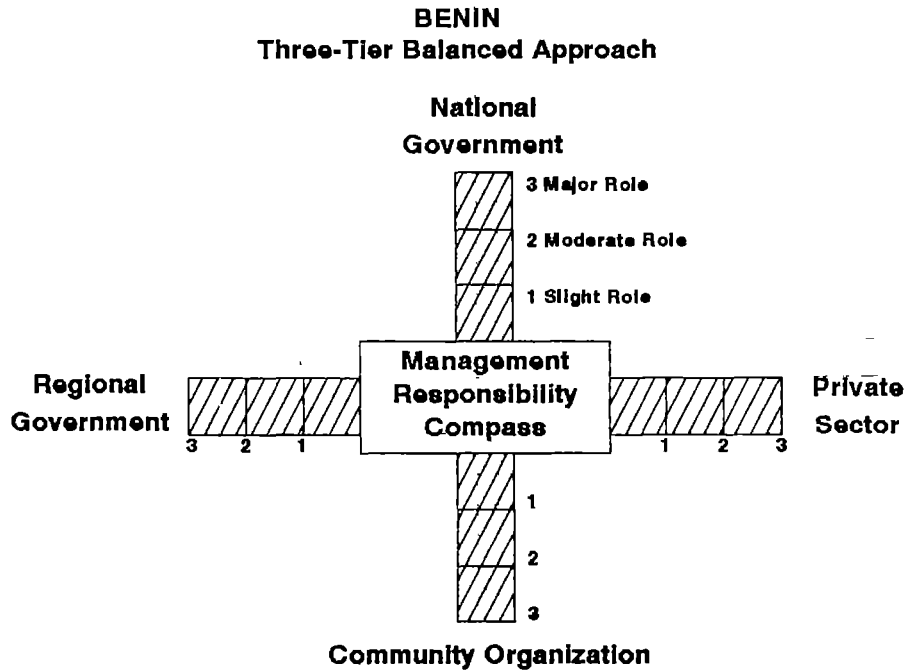 BENIN
Three-Tier Balanced Approach
National
Government
3 Major Role
2 Moderate Role
1 Slight Role
Management
Responsibility
Compass
Regional
Government
3 2 1
1 2 3
Private
Sector
1
2
3
Community Organization